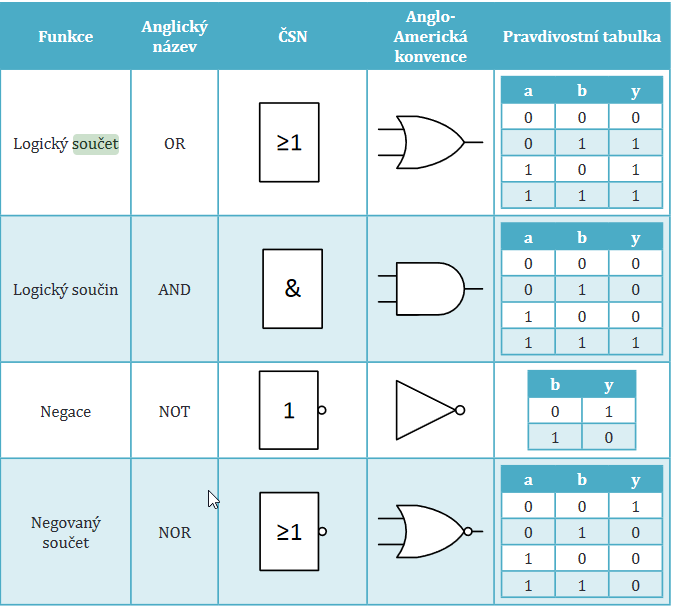 Funkce
Anglický
název
ČSN
Anglo-
Americká
konvence
Pravdivostní tabulka
Logický součet
OR
≥1
a b y
0 0 0
0 1 1
1 0 1
1 1 1
Logický součin
AND
&
a b y
0 0 0
0 1 0
1 0 0
1 1 1
Negace
NOT
1
b y
0 1
1 0
Negovaný
součet
NOR
≥1
a b y
0 0 1
0 1 0
1 0 0
1 1 0